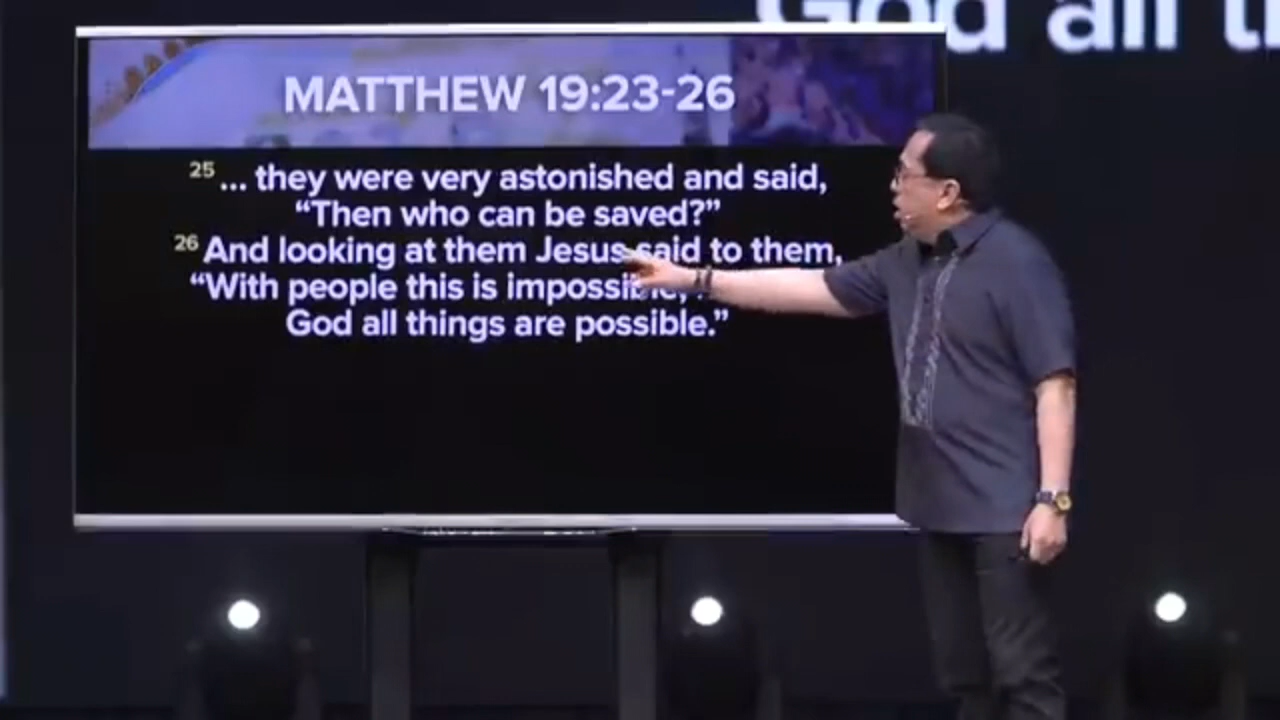 God all
MATTHEW 19:23-26
25 ... they were very astonished and said,
“Then who can be saved?”
26 And looking at them Jesus said to them,
“With people this is impossible,
God all things are possible.”